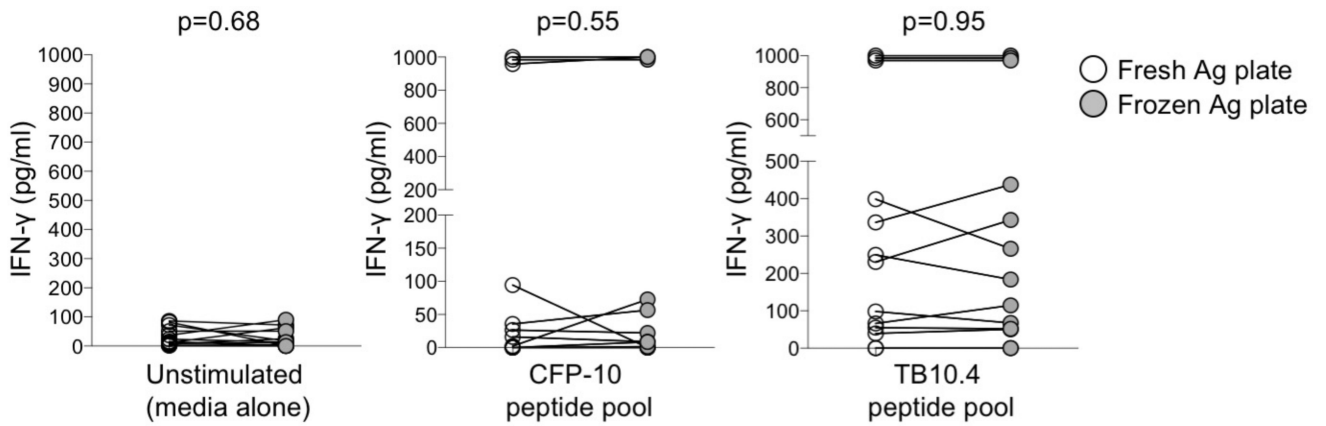 p=0.68
p=0.55
p=0.95
IFN-γ (pg/ml)
1000
900
800
700
600
500
400
300
200
100
0
Unstimulated
(media alone)
IFN-γ (pg/ml)
1000
800
600
400
200
200
150
100
50
0
CFP-10
peptide pool
IFN-γ (pg/ml)
1000
800
600
500
400
300
200
100
0
TB10.4
peptide pool
Fresh Ag plate
Frozen Ag plate